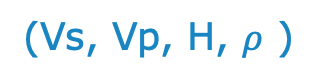 (Vs, Vp, H, ρ )